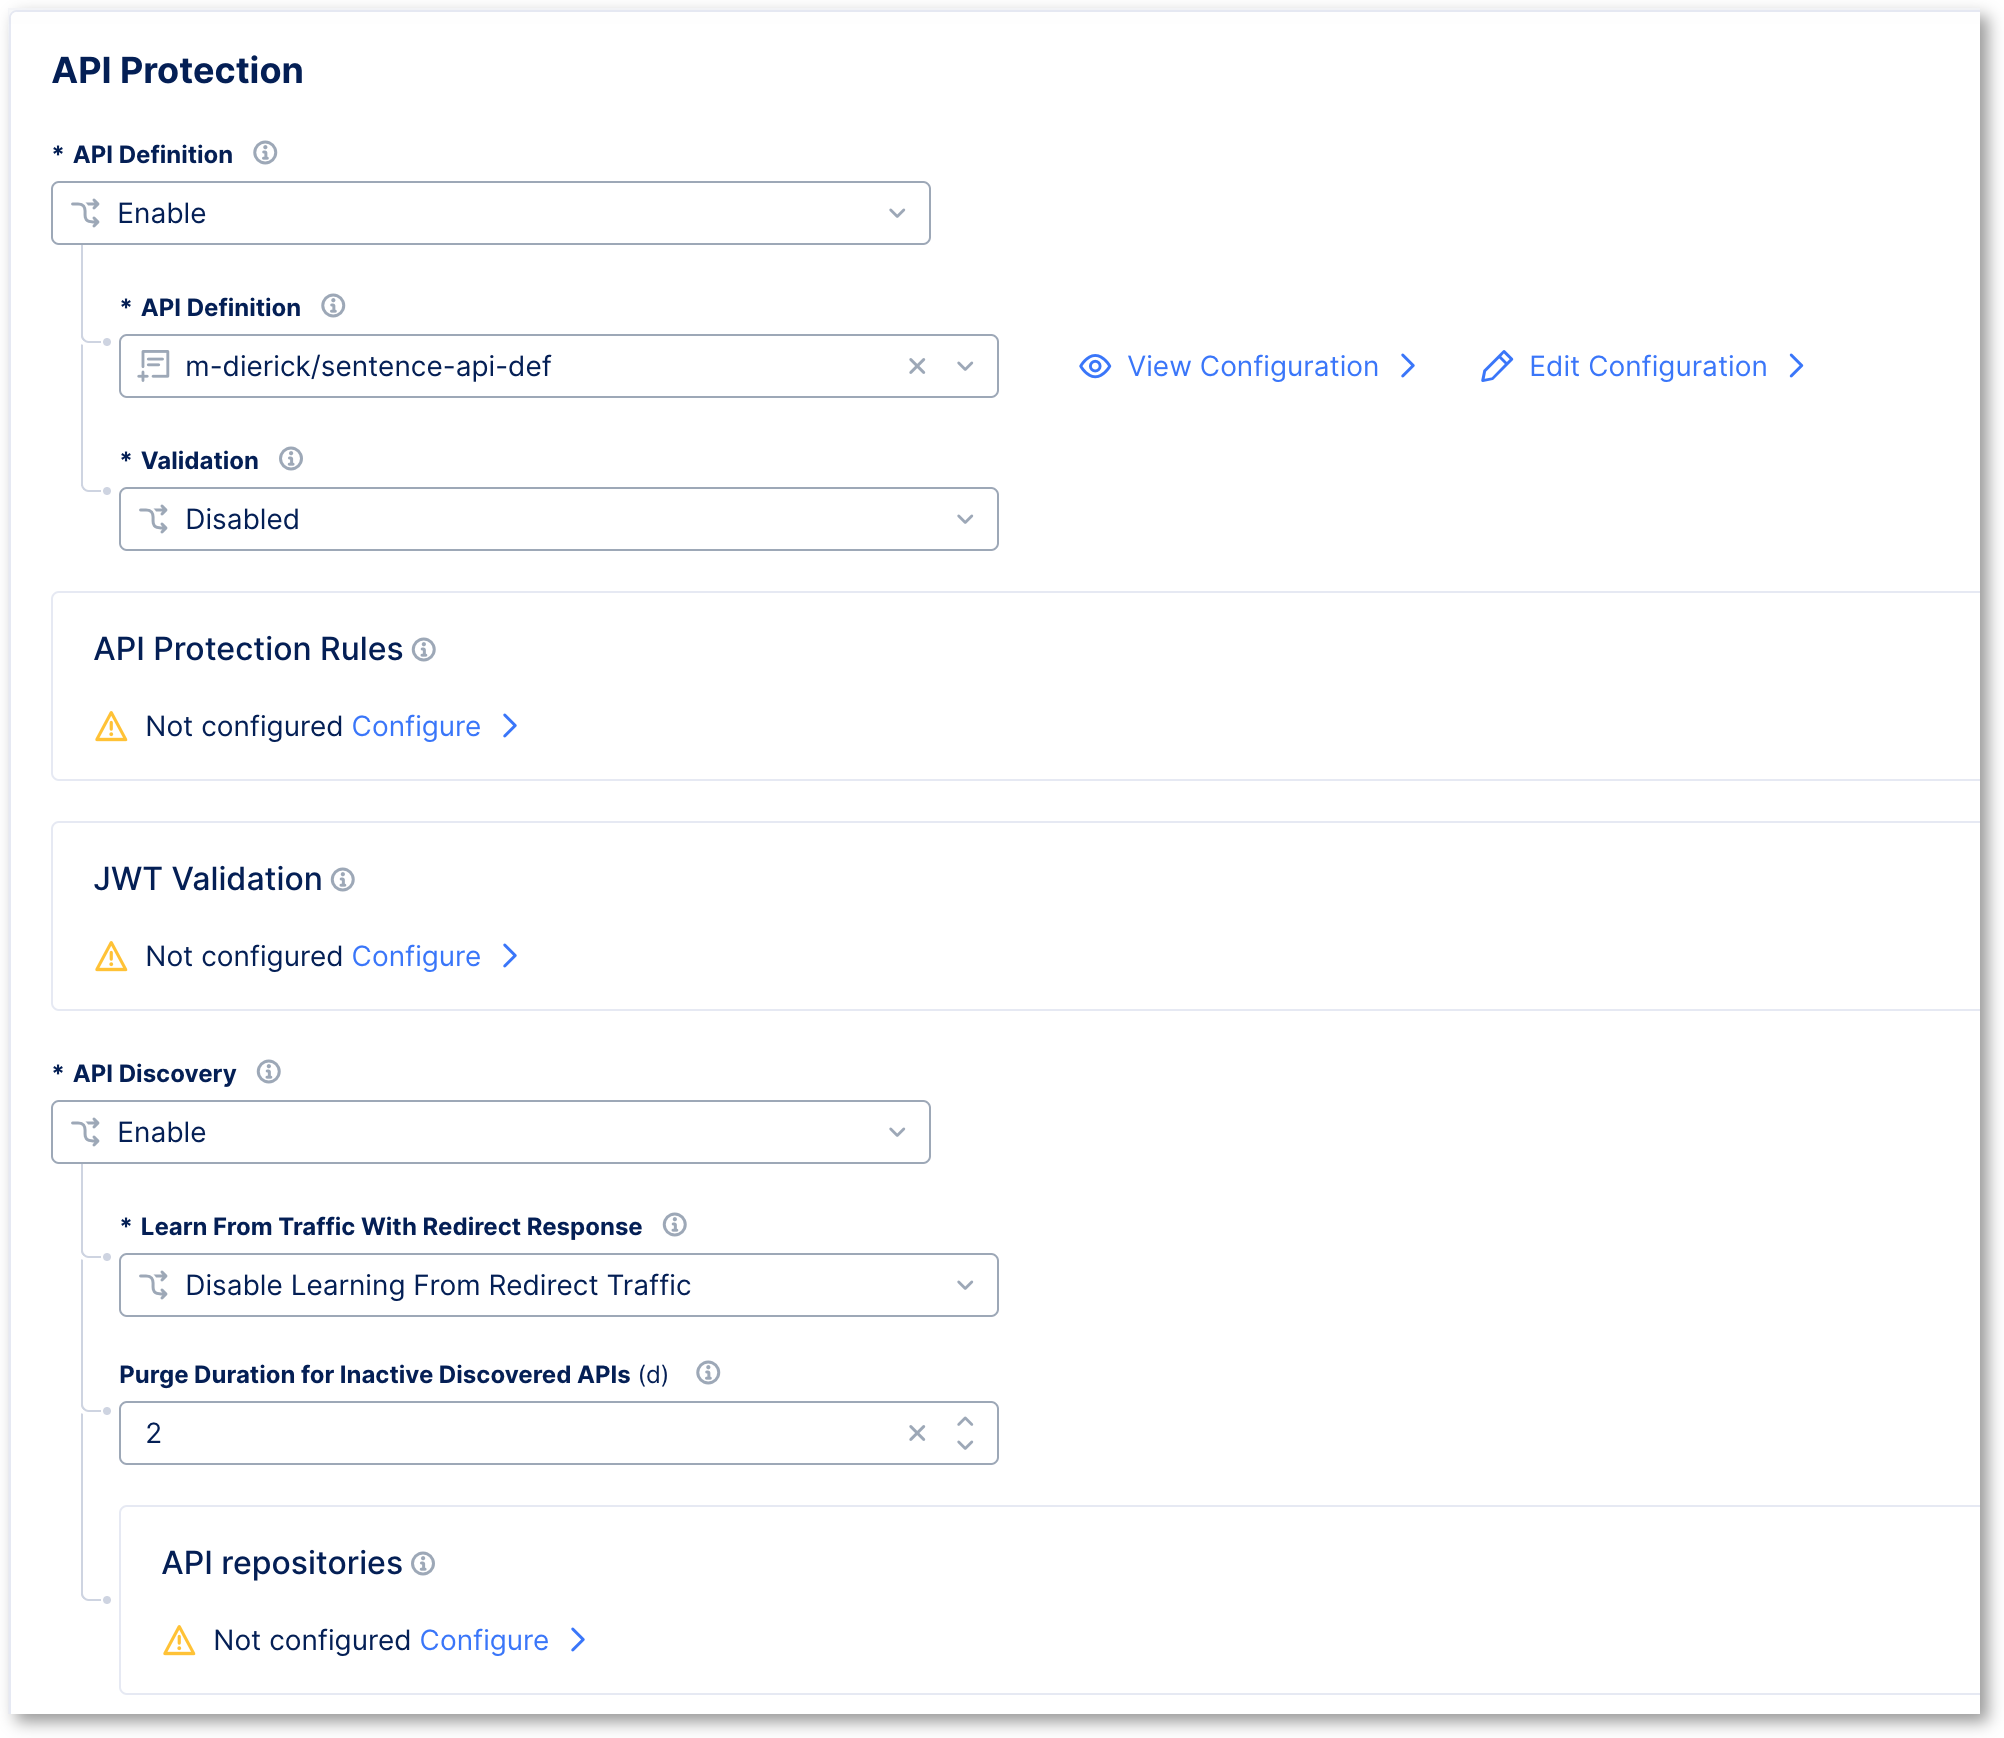 API Protection
* API Definition
Enable
* API Definition
m-dierick/sentence-api-def View Configuration Edit Configuration
* Validation
Disabled
API Protection Rules
Not configured Configure
JWT Validation
Not configured Configure
* API Discovery
Enable
* Learn From Traffic With Redirect Response
Disable Learning From Redirect Traffic
Purge Duration for Inactive Discovered APIs (d)
2
API repositories
Not configured Configure